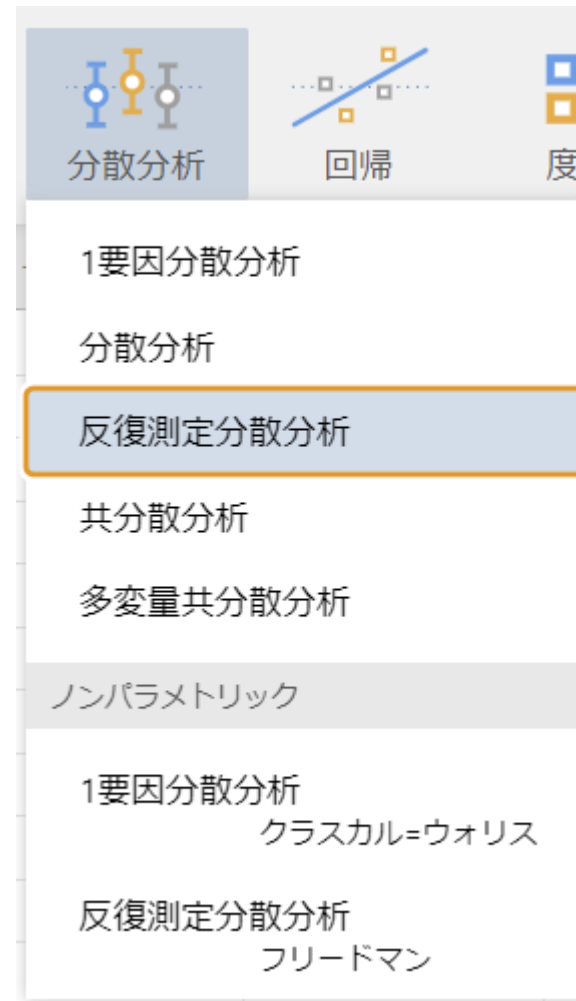 分散分析
回帰
度
1要因分散分析
分散分析
反復測定分散分析
共分散分析
多変量共分散分析
ノンパラメトリック
1要因分散分析
クラスカル=ウォリス
反復測定分散分析
フリードマン